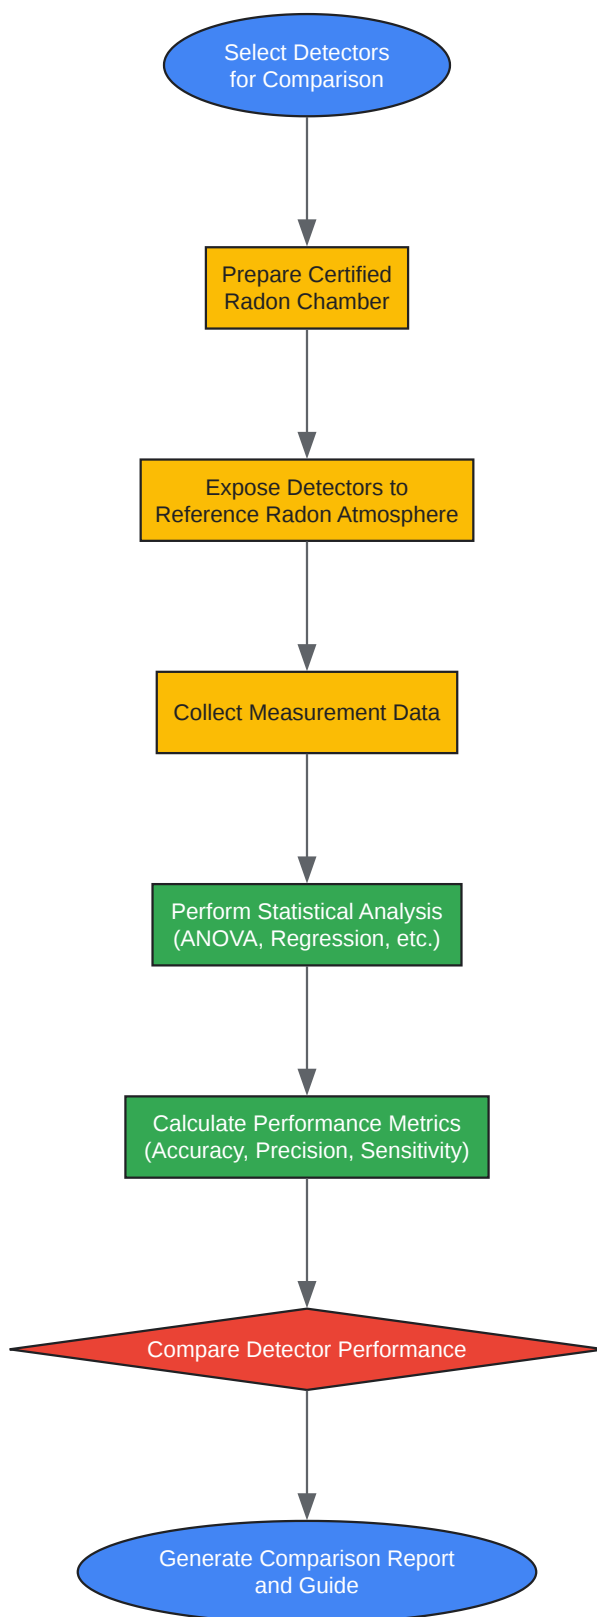 Select Detectors
for Comparison
Prepare Certified
Radon Chamber
Expose Detectors to
Reference Radon Atmosphere
Collect Measurement Data
Perform Statistical Analysis
(ANOVA, Regression, etc.)
Calculate Performance Metrics
(Accuracy, Precision, Sensitivity)
Compare Detector Performance
Generate Comparison Report
and Guide